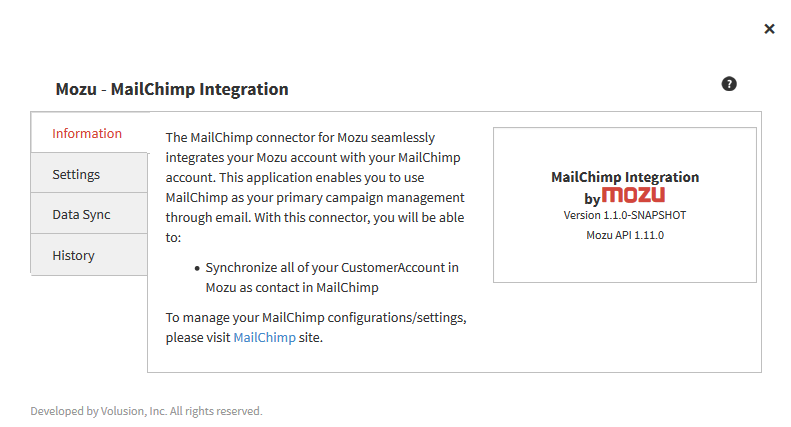 ×
Mozu - MailChimp Integration
?
Information
Settings
Data Sync
History
The MailChimp connector for Mozu seamlessly
integrates your Mozu account with your MailChimp
account. This application enables you to use
MailChimp as your primary campaign management
through email. With this connector, you will be able
to:
• Synchronize all of your CustomerAccount in
Mozu as contact in MailChimp
To manage your MailChimp configurations/settings,
please visit MailChimp site.
MailChimp Integration
by mozu
Version 1.1.0-SNAPSHOT
Mozu API 1.11.0
Developed by Volusion, Inc. All rights reserved.